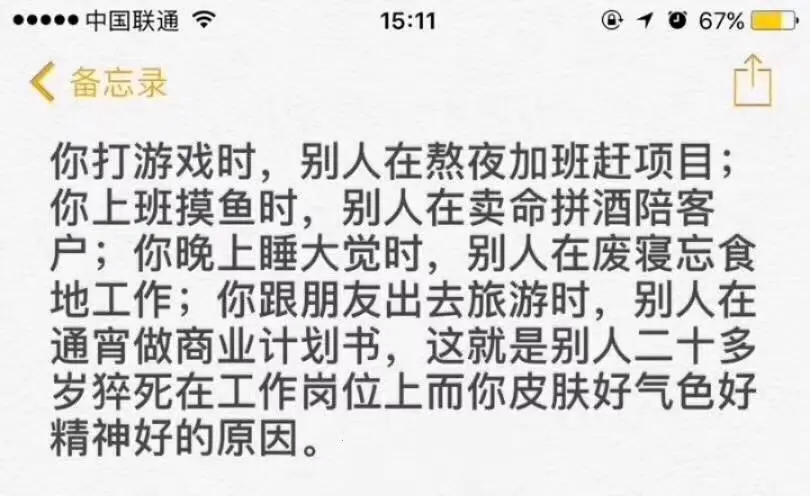 中国联通 15:11 67%
备忘录
你打游戏时，别人在熬夜加班赶项目；
你上班摸鱼时，别人在卖命拼酒陪客
户；你晚上睡大觉时，别人在废寝忘食
地工作；你跟朋友出去旅游时，别人在
通宵做商业计划书，这就是别人二十多
岁猝死在工作岗位上而你皮肤好气色好
精神好的原因。